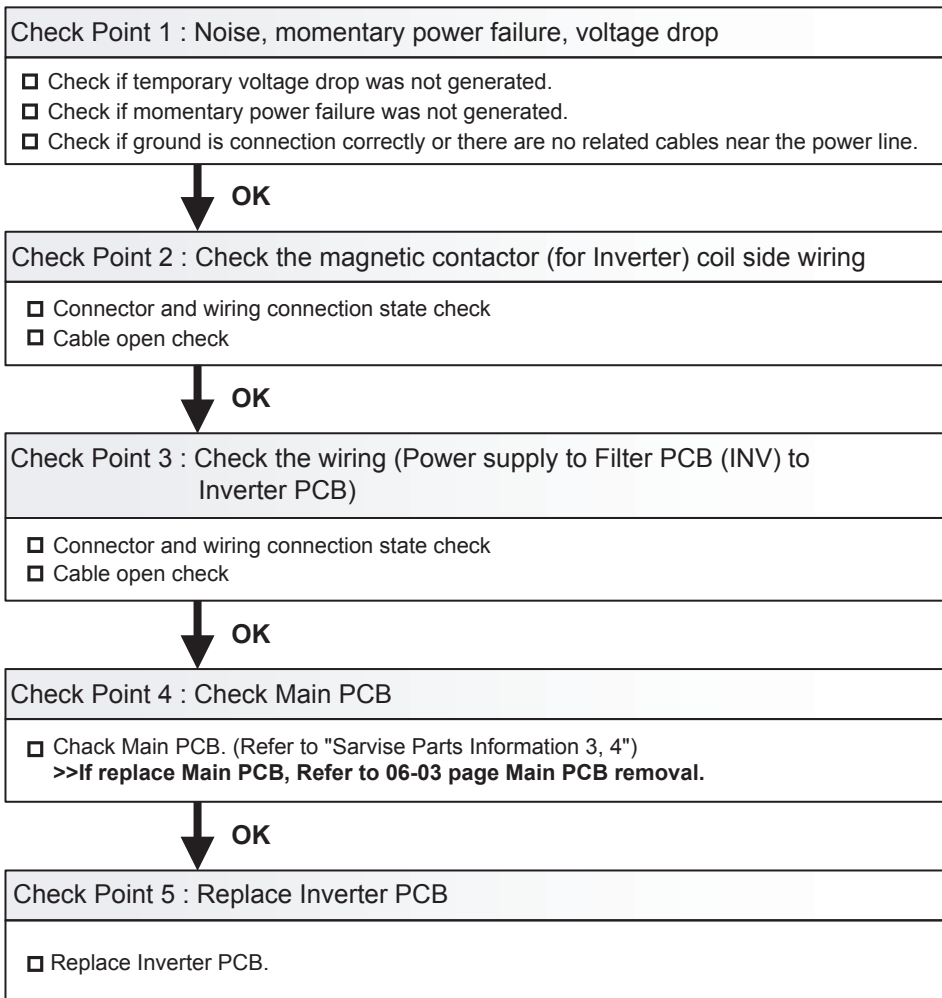 Check Point 1 : Noise, momentary power failure, voltage drop
Check if temporary voltage drop was not generated.
Check if momentary power failure was not generated.
Check if ground is connection correctly or there are no related cables near the power line.
OK
Check Point 2 : Check the magnetic contactor (for Inverter) coil side wiring
Connector and wiring connection state check
Cable open check
OK
Check Point 3 : Check the wiring (Power supply to Filter PCB (INV) to
Inverter PCB)
Connector and wiring connection state check
Cable open check
OK
Check Point 4 : Check Main PCB
Chack Main PCB. (Refer to "Sarvise Parts Information 3, 4")
>>If replace Main PCB, Refer to 06-03 page Main PCB removal.
OK
Check Point 5 : Replace Inverter PCB
Replace Inverter PCB.